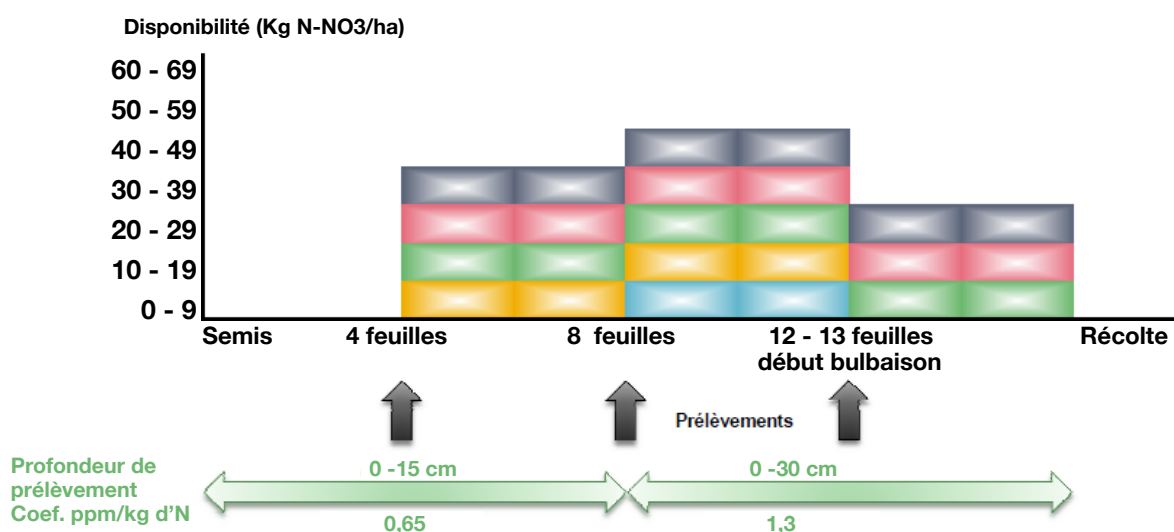 Disponibilité (Kg N-NO3/ha)
60 - 69
50 - 59
40 - 49
30 - 39
20 - 29
10 - 19
0 - 9
Semis 4 feuilles 8 feuilles 12 - 13 feuilles Récolte
début bulbaison
Prélèvements
Profondeur de
prélèvement
Coef. ppm/kg d'N
0 -15 cm 0 -30 cm
0,65 1,3